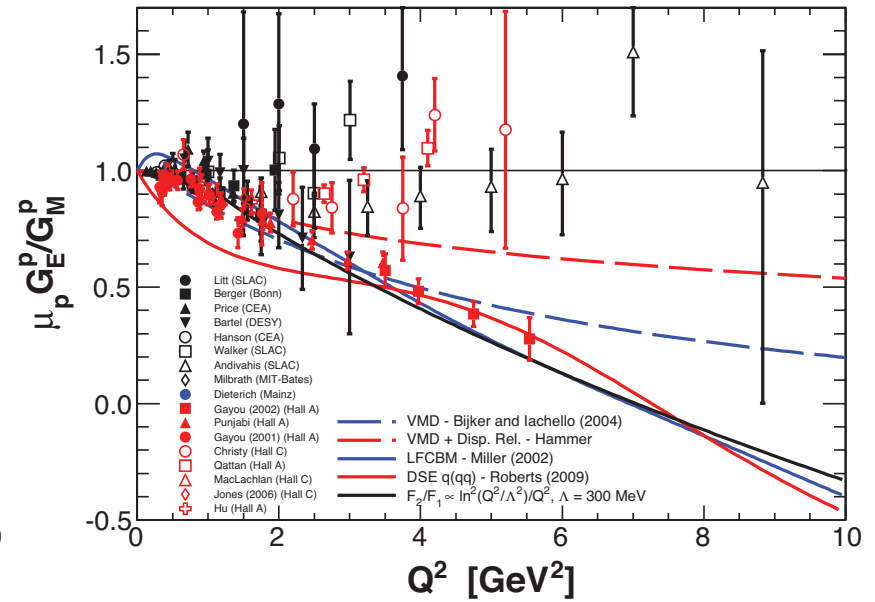 1.5
1.0
0.5
0.0
-0.5
μ_p G_E^p/G_M^p
Litt (SLAC)
Berger (Bonn)
Price (CEA)
Bartel (DESY)
Hanson (CEA)
Walker (SLAC)
Andivahis (SLAC)
Milbrath (MIT-Bates)
Dieterich (Mainz)
Gayou (2002) (Hall A)
Punjabi (Hall A)
Gayou (2001) (Hall A)
Christy (Hall C)
Qattan (Hall A)
MacLachlan (Hall C)
Jones (2006) (Hall C)
Hu (Hall A)
VMD - Bijker and Iachello (2004)
VMD + Disp. Rel. - Hammer
LFCBM - Miller (2002)
DSE q(qq) - Roberts (2009)
F₂/F₁ ∝ ln²(Q²/Λ²)/Q², Λ = 300 MeV
0 2 4 6 8 10
Q² [GeV²]